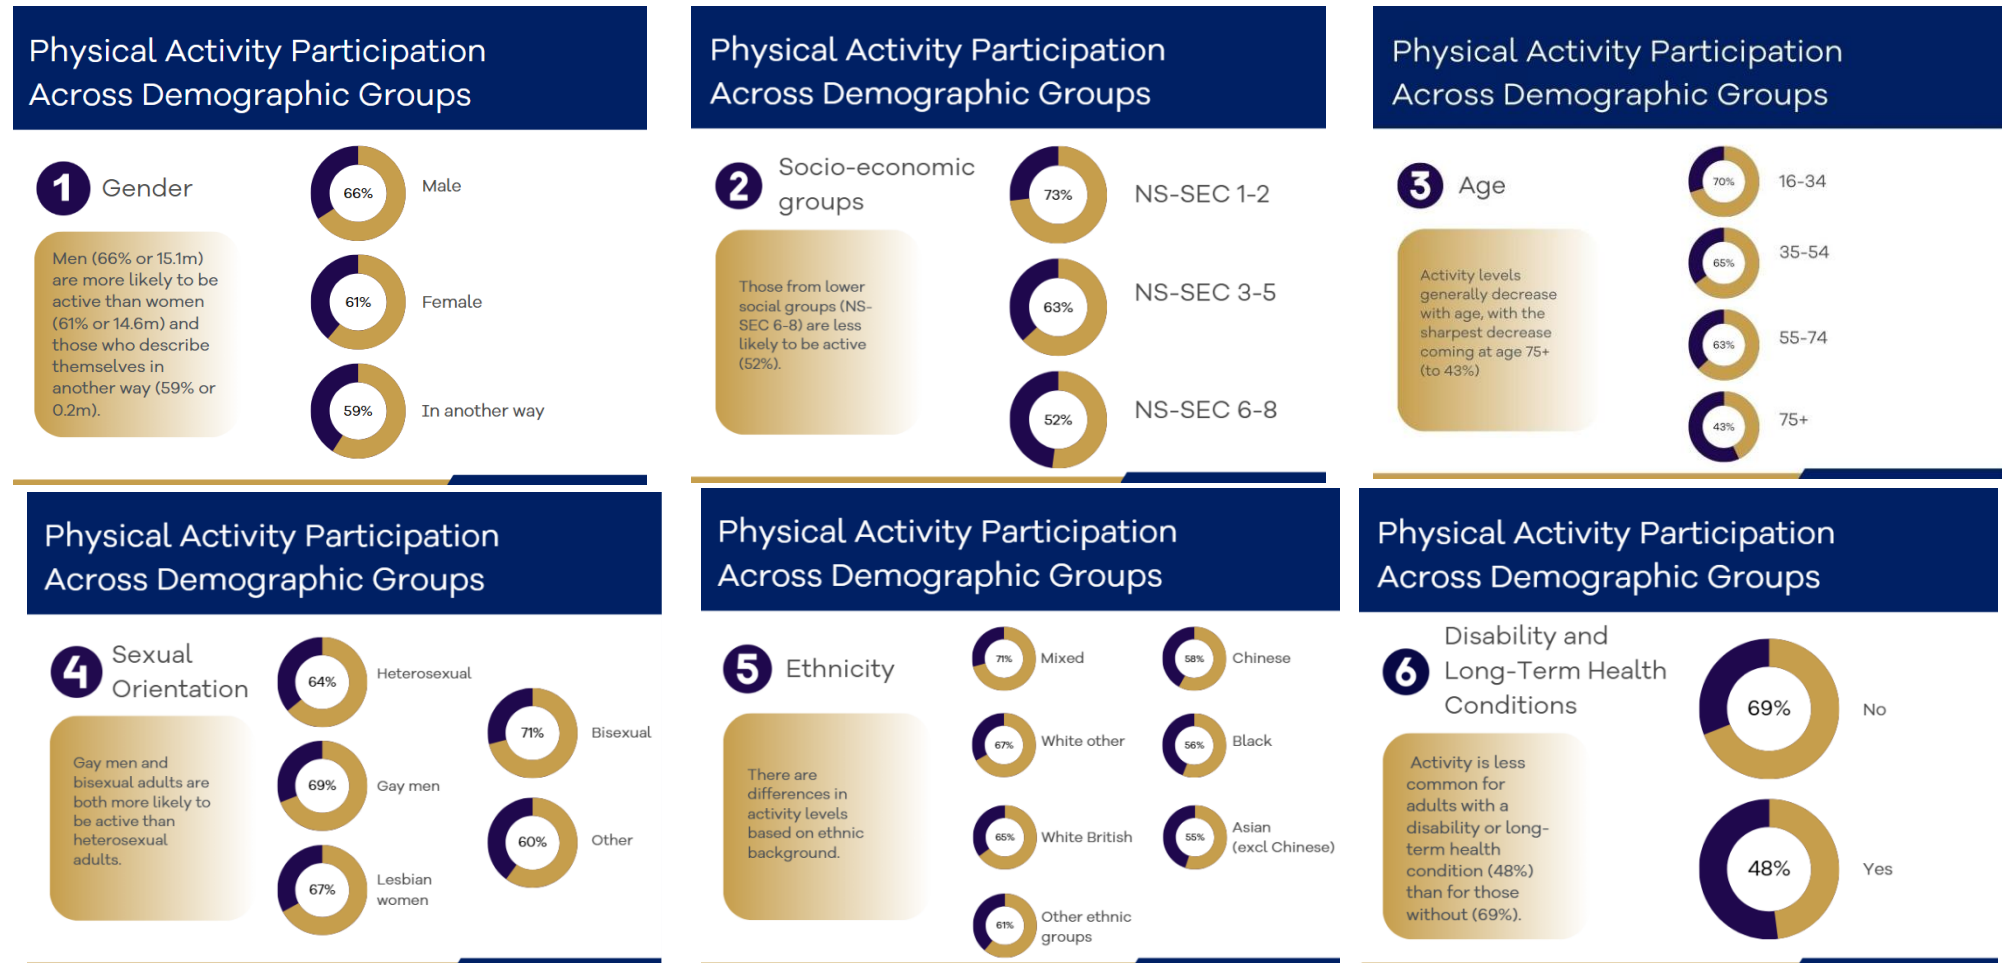 Physical Activity Participation
Across Demographic Groups
1 Gender
Men (66% or 15.1m)
are more likely to be
active than women
(61% or 14.6m) and
those who describe
themselves in
another way (59% or
0.2m).
66% Male
61% Female
59% In another way
Physical Activity Participation
Across Demographic Groups
2 Socio-economic
groups
Those from lower
social groups (NS-
SEC 6-8) are less
likely to be active
(52%).
73% NS-SEC 1-2
63% NS-SEC 3-5
52% NS-SEC 6-8
Physical Activity Participation
Across Demographic Groups
3 Age
Activity levels
generally decrease
with age, with the
sharpest decrease
coming at age 75+
(to 43%)
70% 16-34
65% 35-54
63% 55-74
43% 75+
Physical Activity Participation
Across Demographic Groups
4 Sexual
Orientation
Gay men and
bisexual adults are
both more likely to
be active than
heterosexual
adults.
64% Heterosexual
69% Gay men
67% Lesbian
women
71% Bisexual
60% Other
Physical Activity Participation
Across Demographic Groups
5 Ethnicity
There are
differences in
activity levels
based on ethnic
background.
71% Mixed
67% White other
65% White British
61% Other ethnic
groups
58% Chinese
56% Black
55% Asian
(excl Chinese)
Physical Activity Participation
Across Demographic Groups
6 Disability and
Long-Term Health
Conditions
Activity is less
common for
adults with a
disability or long-
term health
condition (48%)
than for those
without (69%).
69% No
48% Yes